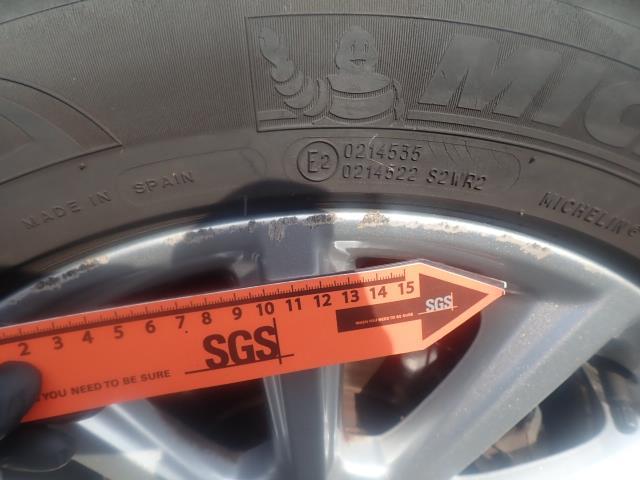 MICHELIN
E2 0214535
0214522 S2WR2
MADE IN SPAIN
MICHELIN©
2 3 4 5 6 7 8 9 10 11 12 13 14 15
SGS
SGS
YOU NEED TO BE SURE